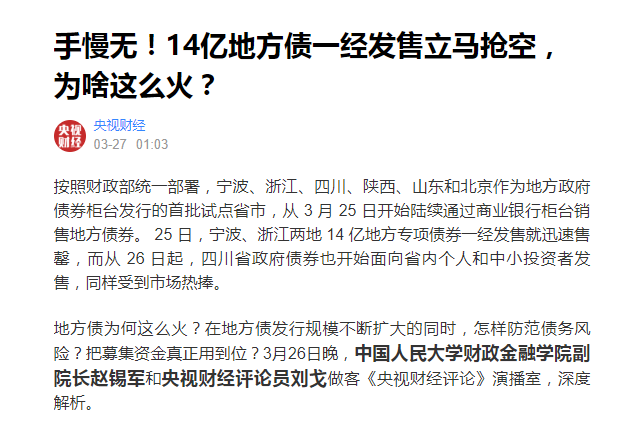 手慢无！14亿地方债一经发售立马抢空，
为啥这么火？
央视
财经
央视财经
03-27 01:03
按照财政部统一部署，宁波、浙江、四川、陕西、山东和北京作为地方政府
债券柜台发行的首批试点省市，从 3 月 25 日开始陆续通过商业银行柜台销
售地方债券。 25 日，宁波、浙江两地 14 亿地方专项债券一经发售就迅速售
罄，而从 26 日起，四川省政府债券也开始面向省内个人和中小投资者发
售，同样受到市场热捧。
地方债为何这么火？在地方债发行规模不断扩大的同时，怎样防范债务风
险？把募集资金真正用到位？3月26日晚，中国人民大学财政金融学院副
院长赵锡军和央视财经评论员刘戈做客《央视财经评论》演播室，深度
解析。